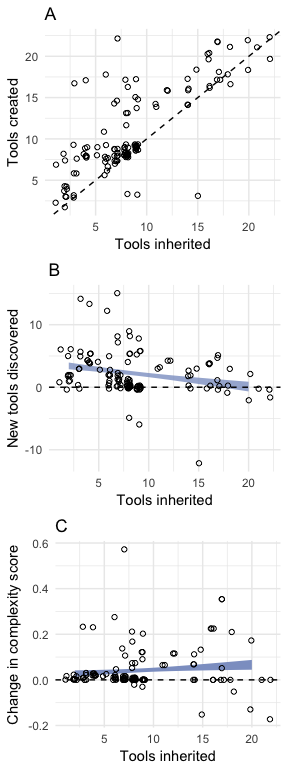 A
Tools created
20
15
10
5
5 10 15 20
Tools inherited
B
New tools discovered
10
0
-10
5 10 15 20
Tools inherited
C
Change in complexity score
0.6
0.4
0.2
0.0
-0.2
5 10 15 20
Tools inherited